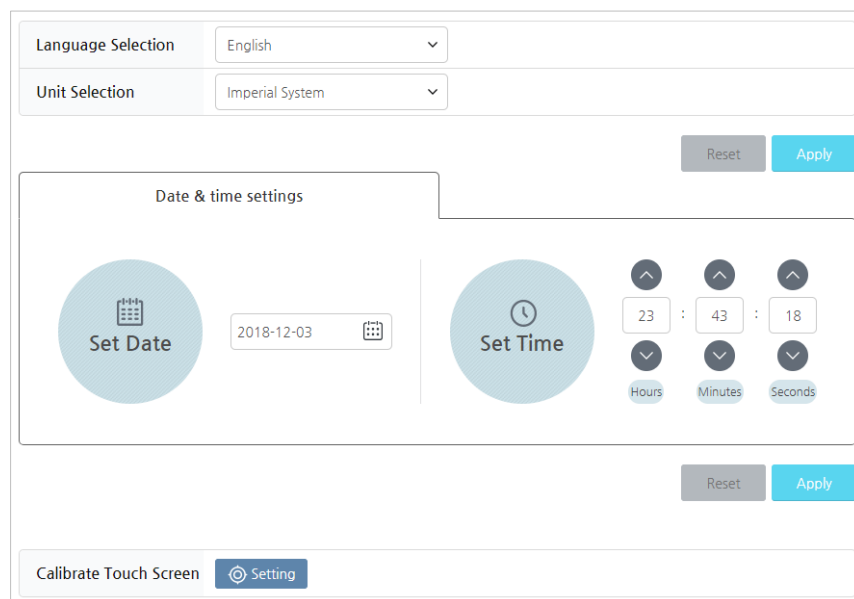 Language Selection English
Unit Selection Imperial System
Reset Apply
Date & time settings
Set Date 2018-12-03 Set Time 23 : 43 : 18
Hours Minutes Seconds
Reset Apply
Calibrate Touch Screen Setting